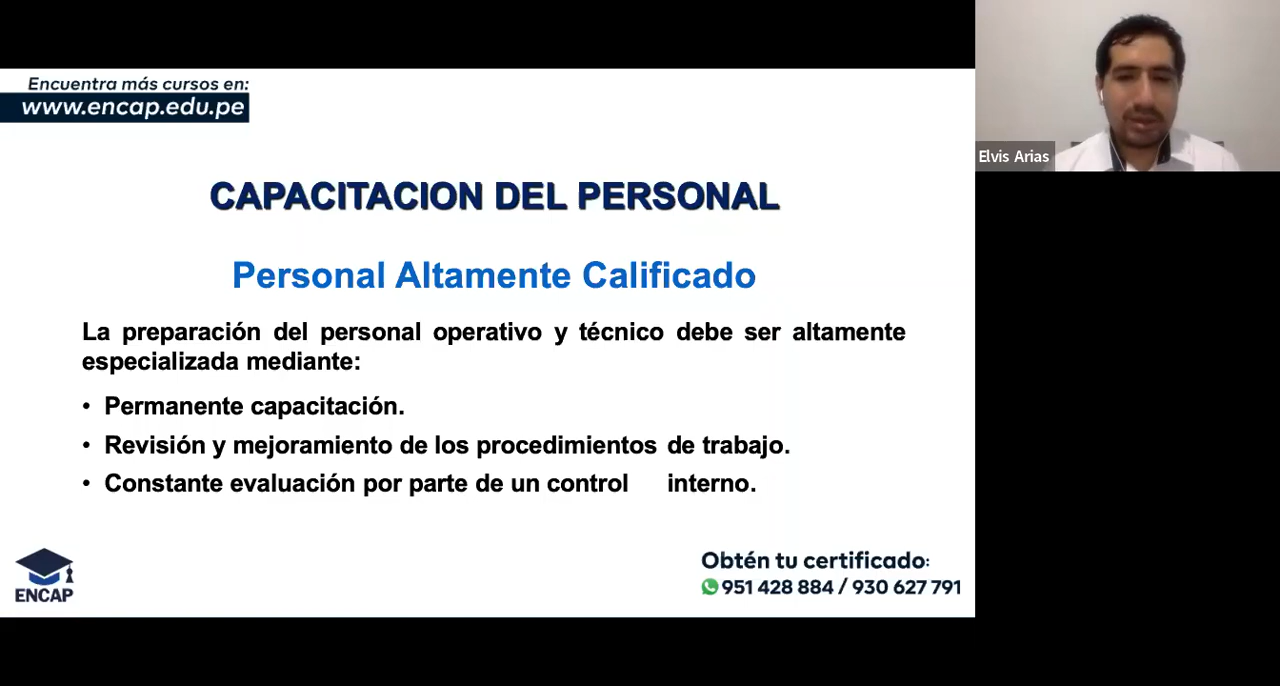 Encuentra más cursos en:
www.encap.edu.pe
Elvis Arias
CAPACITACION DEL PERSONAL
Personal Altamente Calificado
La preparación del personal operativo y técnico debe ser altamente
especializada mediante:
• Permanente capacitación.
• Revisión y mejoramiento de los procedimientos de trabajo.
• Constante evaluación por parte de un control interno.
ENCAP
Obtén tu certificado:
951 428 884 / 930 627 791